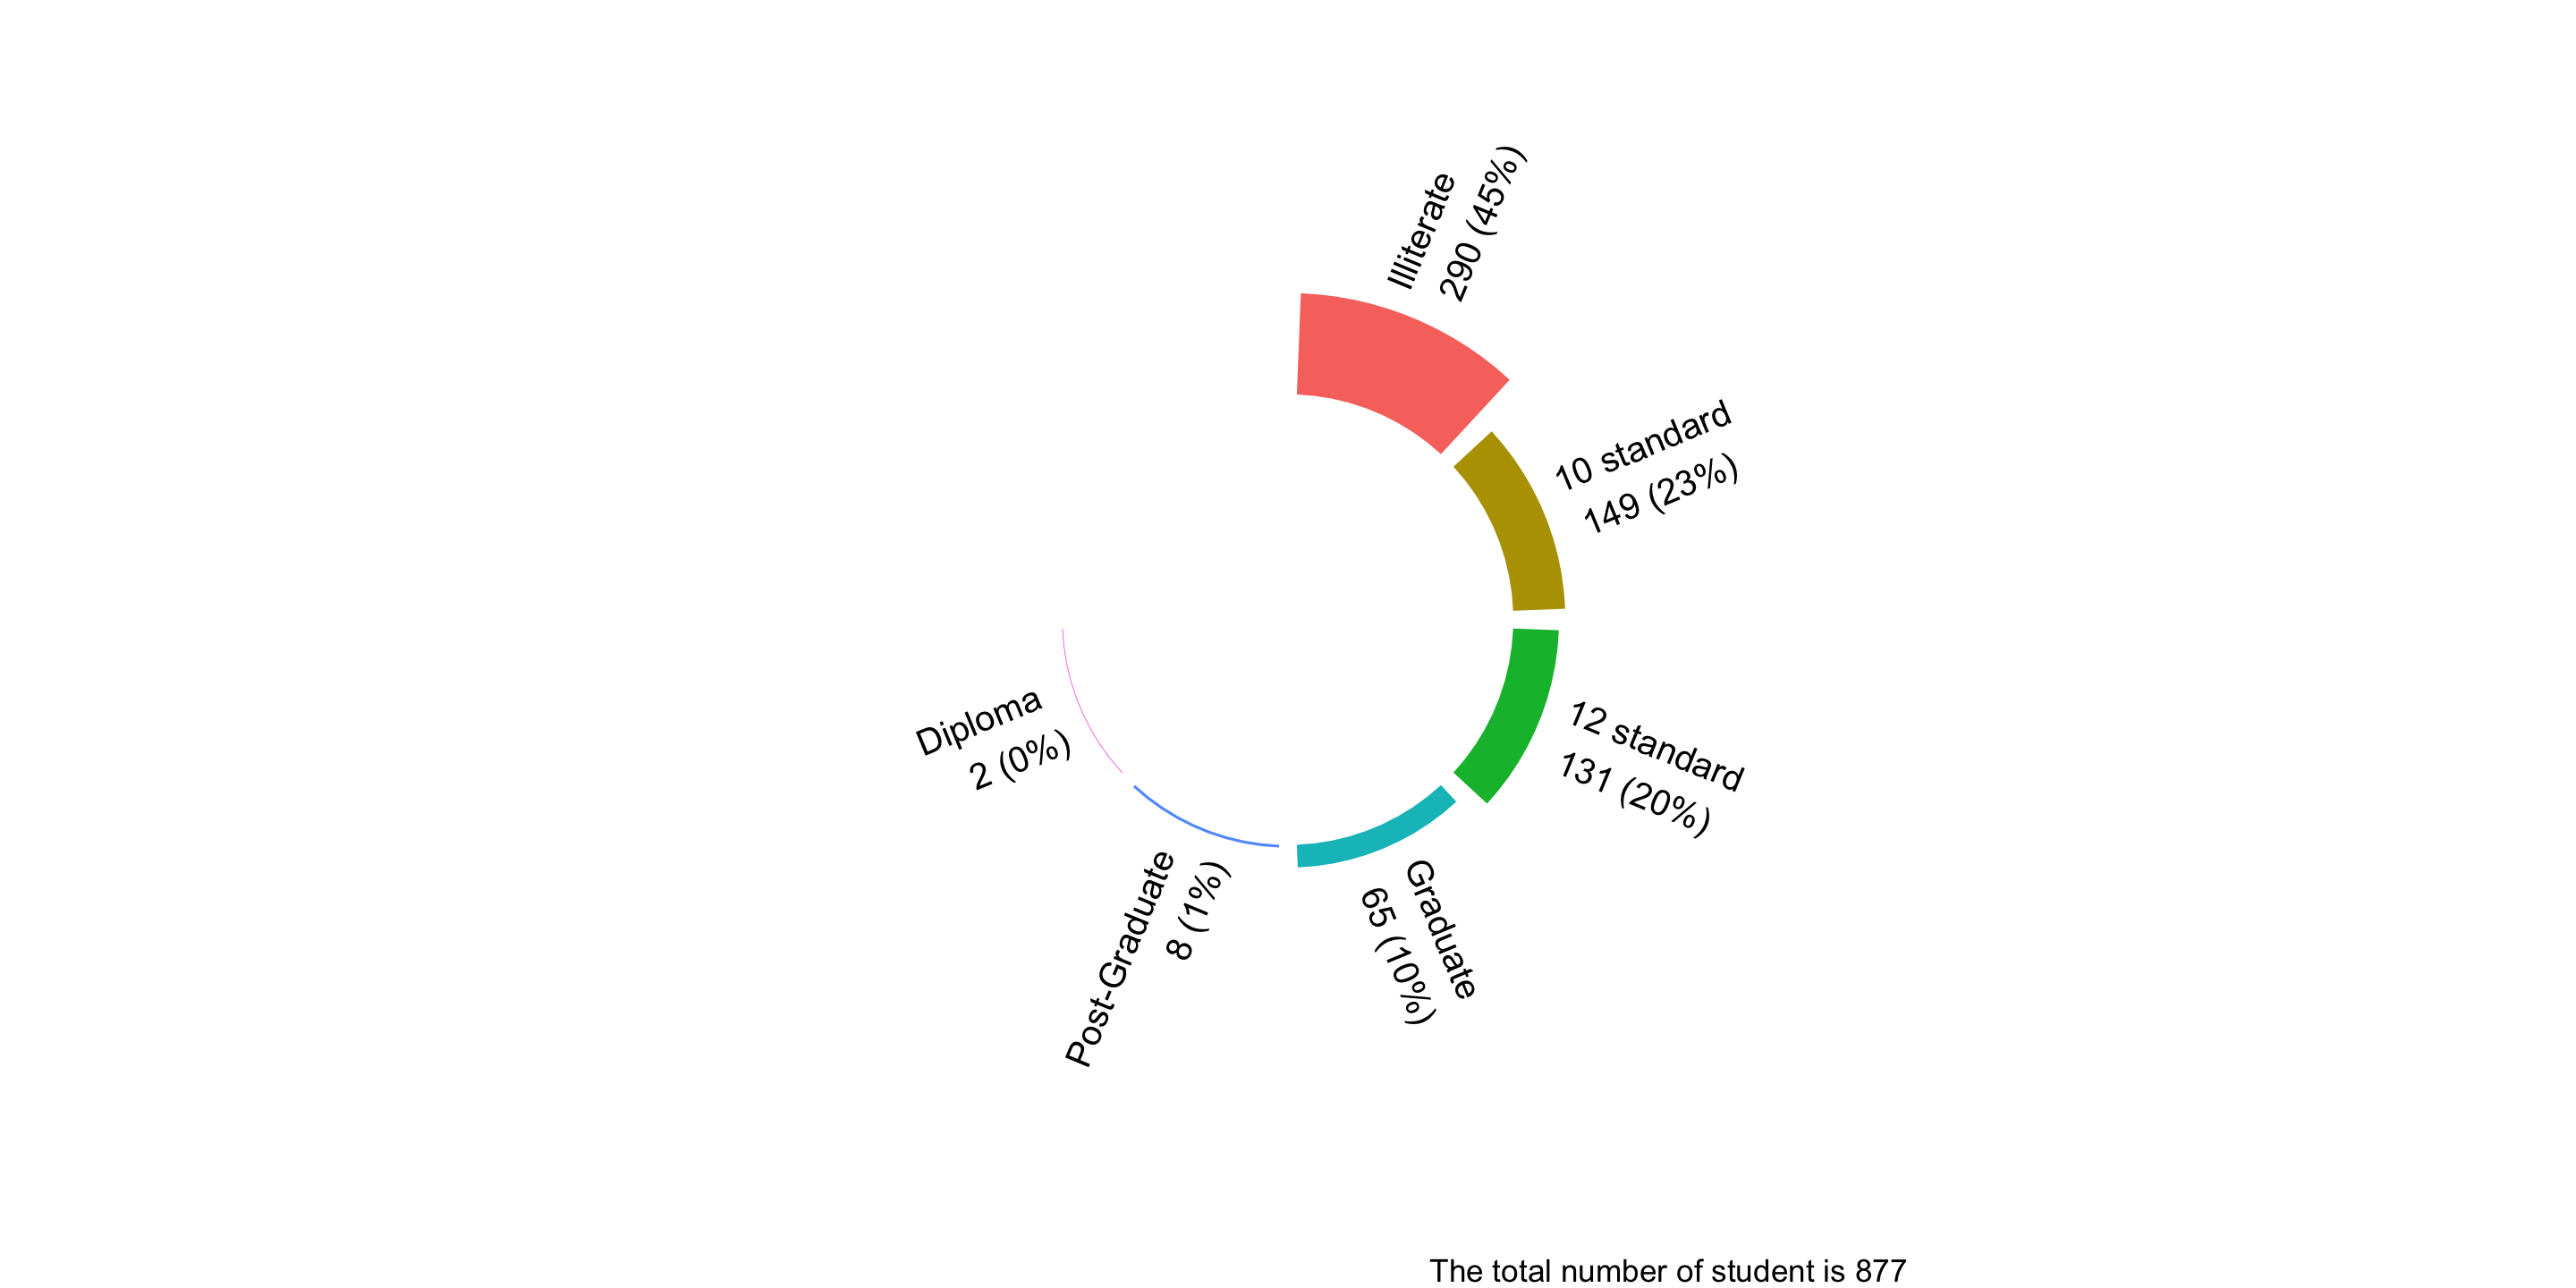 Illiterate
290 (45%)
10 standard
149 (23%)
12 standard
131 (20%)
Graduate
65 (10%)
Post-Graduate
8 (1%)
Diploma
2 (0%)
The total number of student is 877